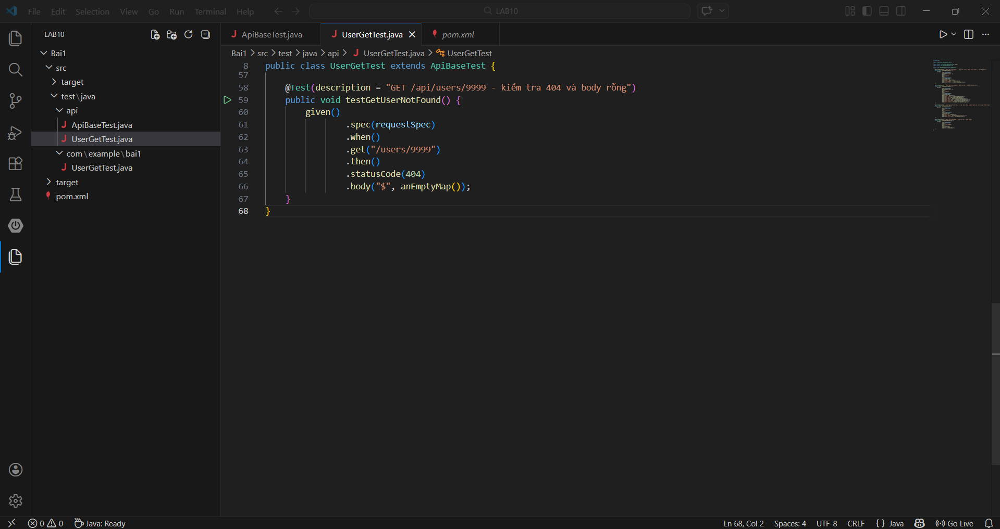 File Edit Selection View Go Run Terminal Help
LAB10
LAB10
Bai1
src
target
test\java
api
ApiBaseTest.java
UserGetTest.java
com\example\bai1
UserGetTest.java
target
pom.xml
ApiBaseTest.java
UserGetTest.java
pom.xml
Bai1 > src > test > java > api > UserGetTest.java > UserGetTest
8 public class UserGetTest extends ApiBaseTest {
57
58 @Test(description = "GET /api/users/9999 - kiểm tra 404 và body rỗng")
59 public void testGetUserNotFound() {
60 given()
61 .spec(requestSpec)
62 .when()
63 .get("/users/9999")
64 .then()
65 .statusCode(404)
66 .body("$", anEmptyMap());
67 }
68 }
0 0 Java: Ready
Ln 68, Col 2 Spaces: 4 UTF-8 CRLF {} Java Go Live